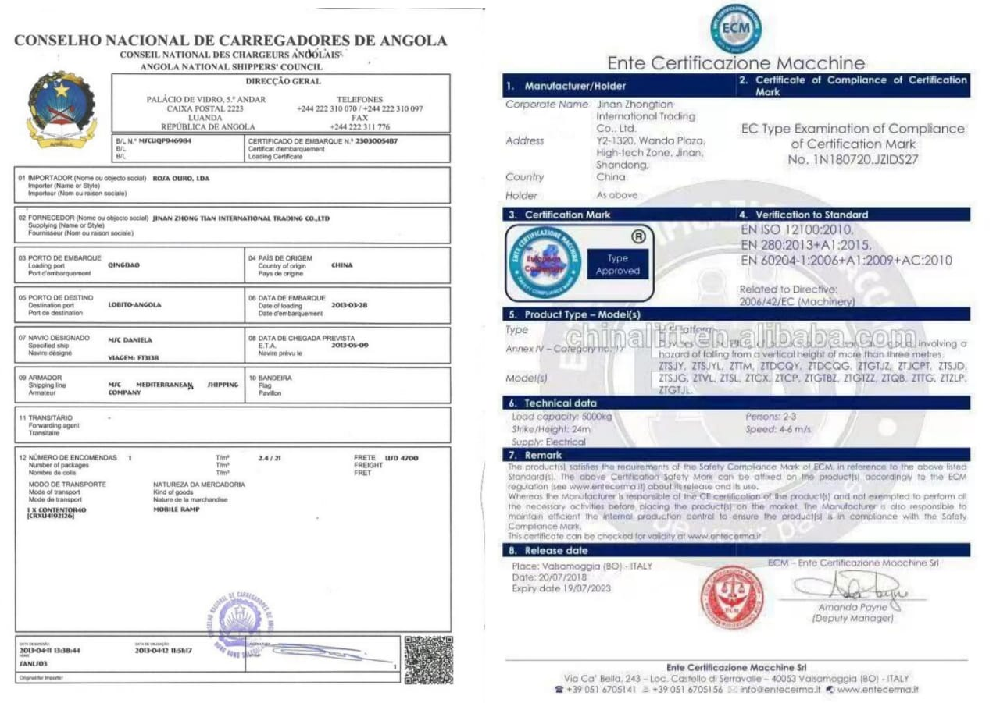 CONSELHO NACIONAL DE CARREGADORES DE ANGOLA
CONSEIL NATIONAL DES CHARGEURS ANGOLAIS
ANGOLA NATIONAL SHIPPERS' COUNCIL
DIRECÇÃO GERAL
PALÁCIO DE VIDRO, 5.º ANDAR
CAIXA POSTAL 2223
LUANDA
REPÚBLICA DE ANGOLA
TELEFONES
+244 222 310 070 / +244 222 310 097
FAX
+244 222 311 776
B/L N.º MSCUQP946984
B/L
B/L
CERTIFICADO DE EMBARQUE N.º 2303005487
Certificat d'embarquement
Loading Certificate
01 IMPORTADOR (Nome ou objecto social) ROSA OURO, LDA
Importer (Name or Style)
Importeur (Nom ou raison sociale)
02 FORNECEDOR (Nome ou objecto social) JINAN ZHONG TIAN INTERNATIONAL TRADING CO.,LTD
Supplying (Name or Style)
Fournisseur (Nom ou raison sociale)
03 PORTO DE EMBARQUE
Loading port QINGDAO
Port d'embarquement
04 PAÍS DE ORIGEM
Country of origin CHINA
Pays de origine
05 PORTO DE DESTINO
Destination port LOBITO-ANGOLA
Port de destination
06 DATA DE EMBARQUE
Date of loading 2013-03-28
Date d'embarquement
07 NAVIO DESIGNADO
Specified ship MSC DANIELA
Navire désigné
VIAGEM: FT313R
08 DATA DE CHEGADA PREVISTA
E.T.A. 2013-05-09
Navire prévu le
09 ARMADOR
Shipping line MSC MEDITERRANEAN SHIPPING
Armateur COMPANY
10 BANDEIRA
Flag
Pavillon
11 TRANSITÁRIO -
Forwarding agent
Transitaire
12 NÚMERO DE ENCOMENDAS 1 T/m³ 2.4 / 21 FRETE USD 4700
Number of packages T/m³ FREIGHT
Nombre de colis T/m³ FRET
MODO DE TRANSPORTE NATUREZA DA MERCADORIA
Mode of transport Kind of goods
Mode de transport Nature de la marchandise
1 X CONTENTOR40 MOBILE RAMP
[CRXU4192126]
DATA DE EMISSÃO
2013-04-11 13:38:44
DATA DE VALIDAÇÃO
2013-04-12 11:51:17
SANLJ03
1
Original for Importer
ECM
Ente Certificazione Macchine
1. Manufacturer/Holder
2. Certificate of Compliance of Certification
Mark
Corporate Name Jinan Zhongtian
International Trading
Co., Ltd.
Address Y2-1320, Wanda Plaza,
High-tech Zone, Jinan,
Shandong,
Country China
Holder As above
EC Type Examination of Compliance
of Certification Mark
No. 1N180720.JZIDS27
3. Certification Mark
ENTE CERTIFICAZIONE MACCHINE
SAFETY COMPLIANCE MARK
®
Type
Approved
4. Verification to Standard
EN ISO 12100:2010,
EN 280:2013+A1:2015,
EN 60204-1:2006+A1:2009+AC:2010
Related to Directive:
2006/42/EC (Machinery)
5. Product Type – Model(s)
Type
chinalift.en.alibaba.com
Annex IV – Category no. 17 involving a
hazard of falling from a vertical height of more than three metres.
Model(s) ZTSJY, ZTSJYL, ZTTM, ZTDCQY, ZTDCQG, ZTGTJZ, ZTJCPT, ZTSJD,
ZTSJG, ZTVL, ZTSL, ZTCX, ZTCP, ZTGTBZ, ZTGTZZ, ZTQB, ZTTG, ZTZLP,
ZTGTJL
6. Technical data
Load capacity: 5000kg Persons: 2-3
Strike/Height: 24m Speed: 4-6 m/s
Supply: Electrical
7. Remark
The product(s) satisfies the requirements of the Safety Compliance Mark of ECM, in reference to the above listed
Standard(s). The above Certification Safety Mark can be affixed on the product(s) accordingly to the ECM
regulation (see www.entecerma.it) about its release and its use.
Whereas the Manufacturer is responsible of the CE certification of the product(s) and not exempted to perform all
the necessary activities before placing the product(s) on the market. The Manufacturer is also responsible to
maintain efficient the internal production control to ensure the product(s) is in compliance with the Safety
Compliance Mark.
This certificate can be checked for validity at www.entecerma.it
8. Release date
Place: Valsamoggia (BO) - ITALY
Date: 20/07/2018
Expiry date 19/07/2023
ECM – Ente Certificazione Macchine Srl
Amanda Payne
(Deputy Manager)
Ente Certificazione Macchine Srl
Via Ca' Bella, 243 – Loc. Castello di Serravalle – 40053 Valsamoggia (BO) - ITALY
+39 051 6705141 +39 051 6705156 info@entecerma.it www.entecerma.it